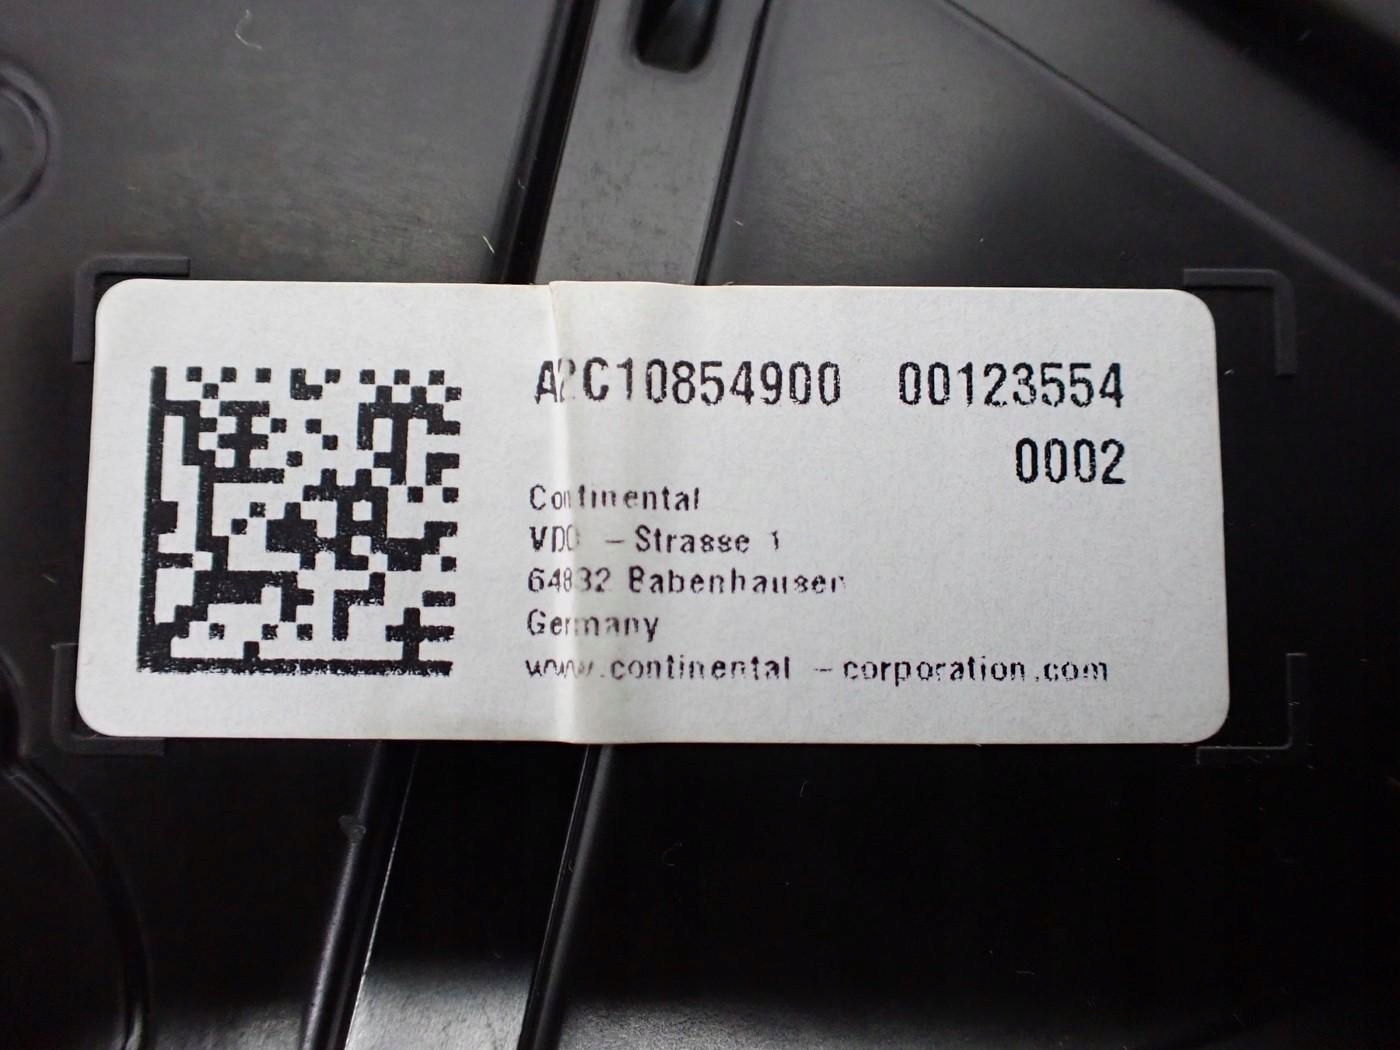 A2C10854900 00123554
0002
Continental
VDO - Strasse 1
64832 Babenhausen
Germany
www.continental - corporation.com